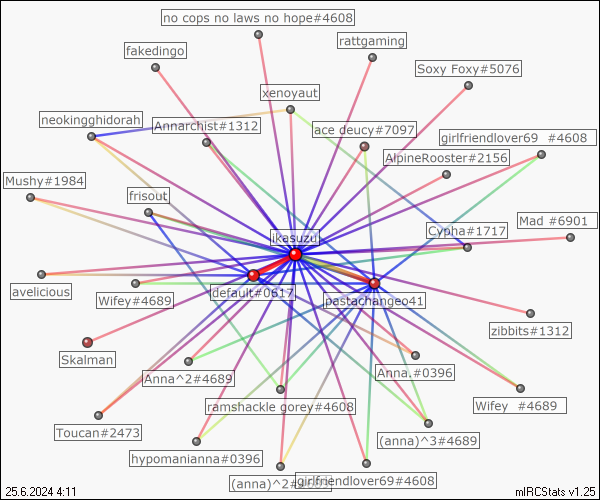 no cops no laws no hope#4608
rattgaming
fakedingo
Soxy Foxy#5076
xenoyaut
neokingghidorah
Annarchist#1312
ace deucy#7097
girlfriendlover69 #4608
AlpineRooster#2156
Mushy#1984
frisout
Mad #6901
Cypha#1717
ikasuzu
avelicious
Wifey#4689
default#0617
pastachangeo41
zibbits#1312
Skalman
Anna^2#4689
Anna.#0396
ramshackle gorey#4608
Wifey #4689
Toucan#2473
(anna)^3#4689
hypomanianna#0396
(anna)^2#
girlfriendlover69#4608
25.6.2024 4:11
mIRCStats v1.25